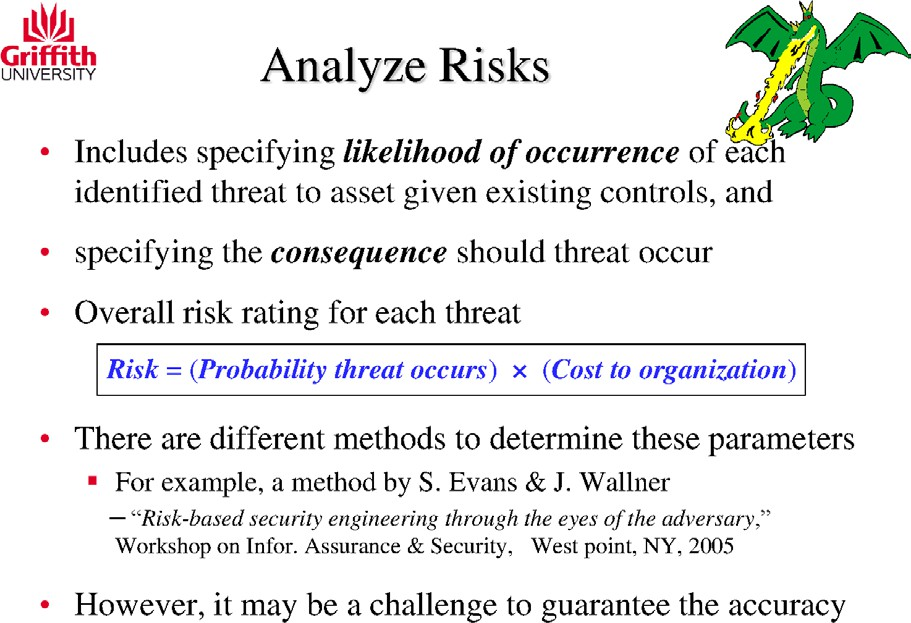 Griffith
UNIVERSITY
Analyze Risks
• Includes specifying likelihood of occurrence of each
identified threat to asset given existing controls, and
• specifying the consequence should threat occur
• Overall risk rating for each threat
Risk = (Probability threat occurs) × (Cost to organization)
• There are different methods to determine these parameters
▪ For example, a method by S. Evans & J. Wallner
– “Risk-based security engineering through the eyes of the adversary,”
Workshop on Infor. Assurance & Security, West point, NY, 2005
• However, it may be a challenge to guarantee the accuracy